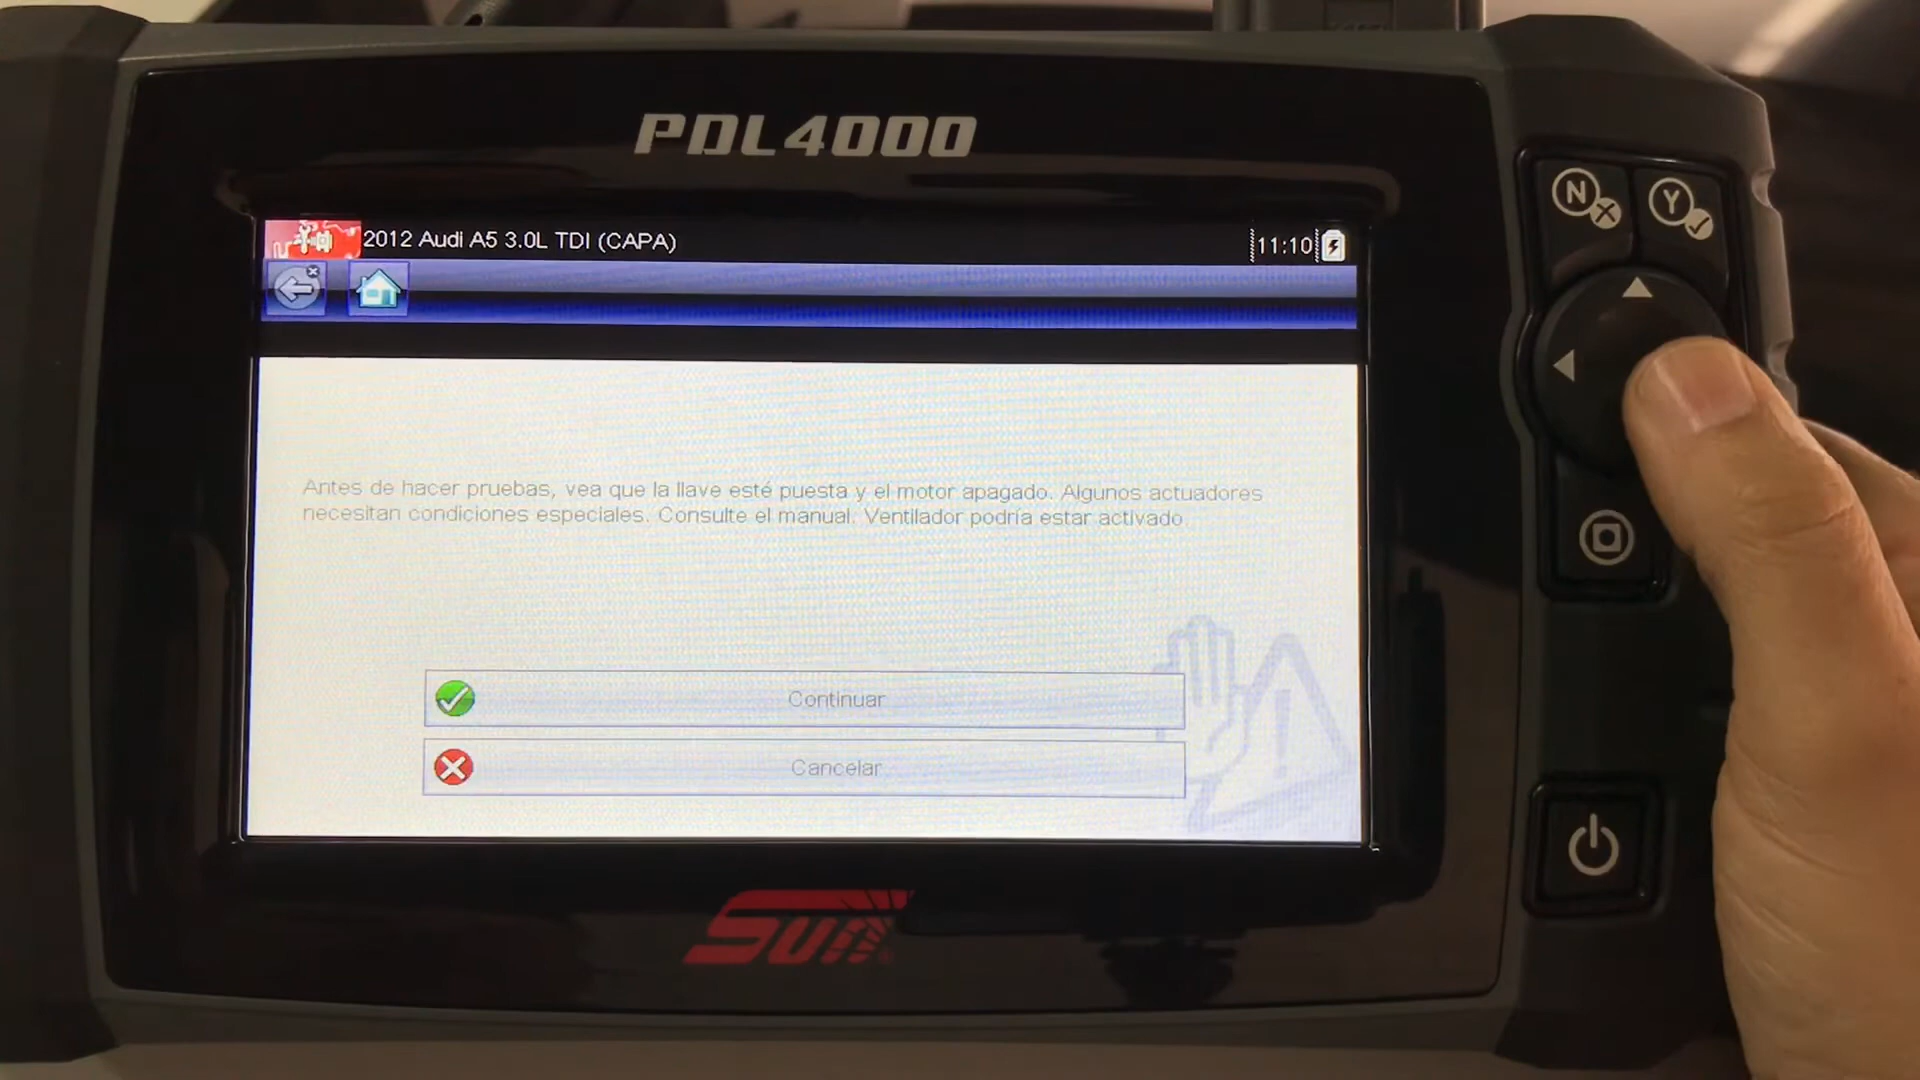 PDL4000
2012 Audi A5 3.0L TDI (CAPA)
11:10
N
Y
Antes de hacer pruebas, vea que la llave esté puesta y el motor apagado. Algunos actuadores
necesitan condiciones especiales. Consulte el manual. Ventilador podría estar activado.
Continuar
Cancelar
Sun